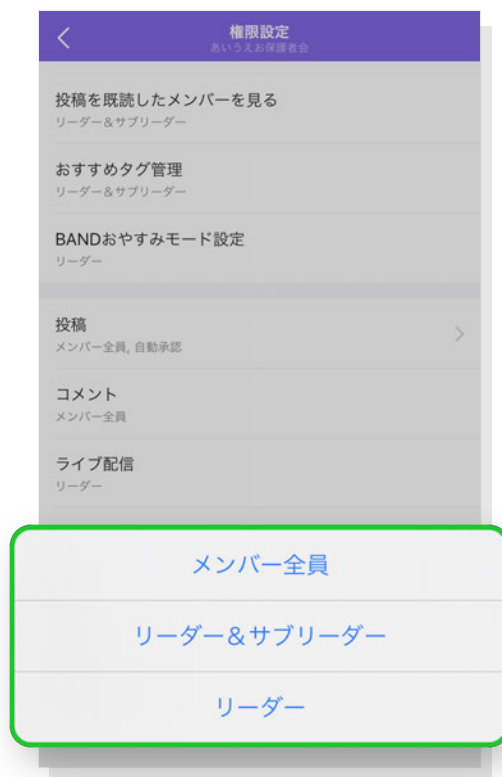 権限設定
あいうえお保護者会
投稿を既読したメンバーを見る
リーダー&サブリーダー
おすすめタグ管理
リーダー&サブリーダー
BANDおやすみモード設定
リーダー
投稿
メンバー全員, 自動承認
コメント
メンバー全員
ライブ配信
リーダー
メンバー全員
リーダー&サブリーダー
リーダー